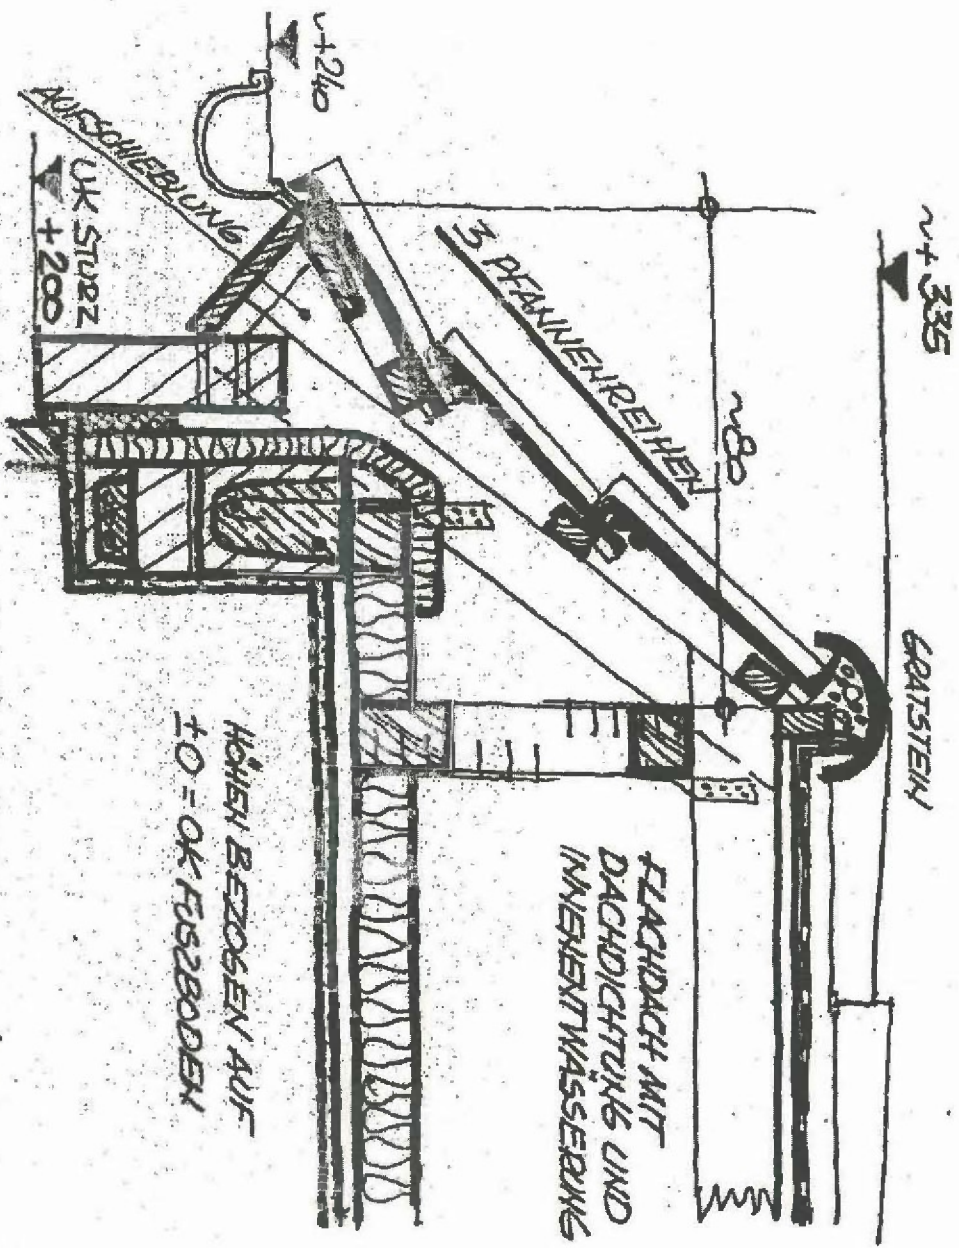 ~+335
GRATSTEIN
~80
3 PFANNENREIHEN
~+240
AUFSCHIEBLING
UK STURZ
+200
FLACHDACH MIT
DACHDICHTUNG UND
INNENENTWÄSSERUNG
HÖHEN BEZOGEN AUF
±0 = OK FUSZBODEN